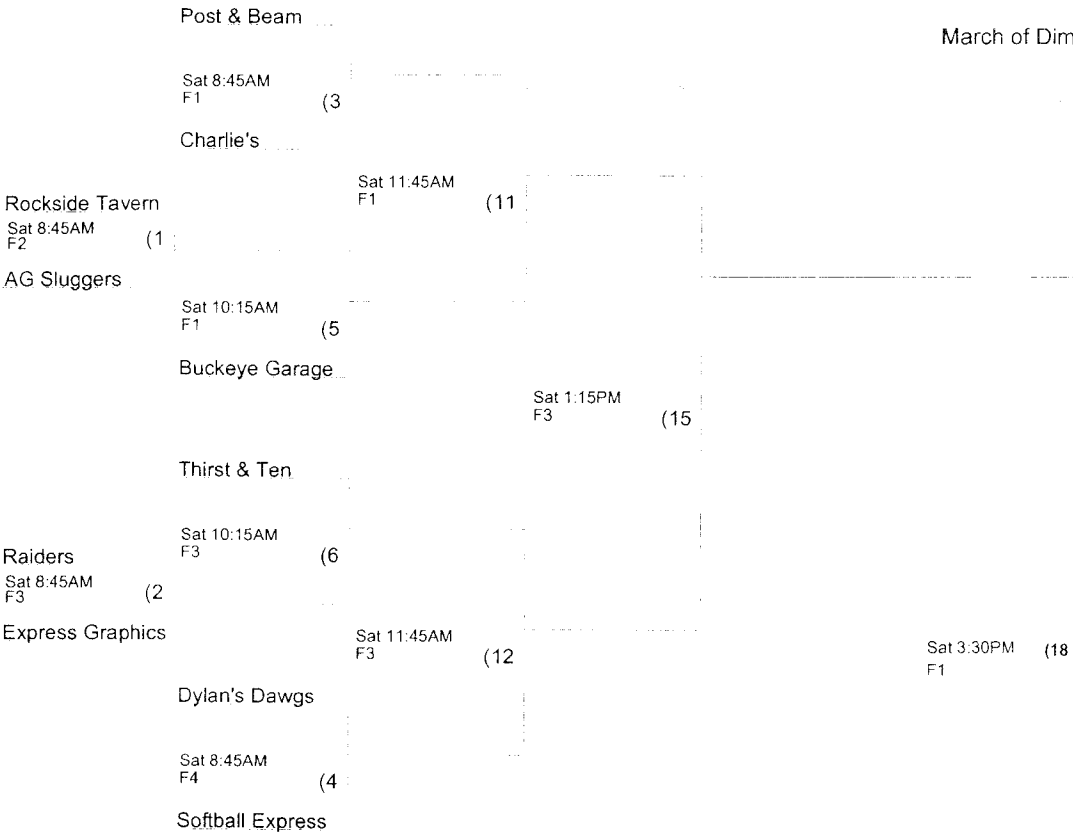 Post & Beam
March of Dim
Sat 8:45AM
F1 (3
Charlie's
Sat 11:45AM
F1 (11
Rockside Tavern
Sat 8:45AM
F2 (1
AG Sluggers
Sat 10:15AM
F1 (5
Buckeye Garage
Sat 1:15PM
F3 (15
Thirst & Ten
Sat 10:15AM
F3 (6
Raiders
Sat 8:45AM
F3 (2
Express Graphics
Sat 11:45AM
F3 (12
Sat 3:30PM (18
F1
Dylan's Dawgs
Sat 8:45AM
F4 (4
Softball Express